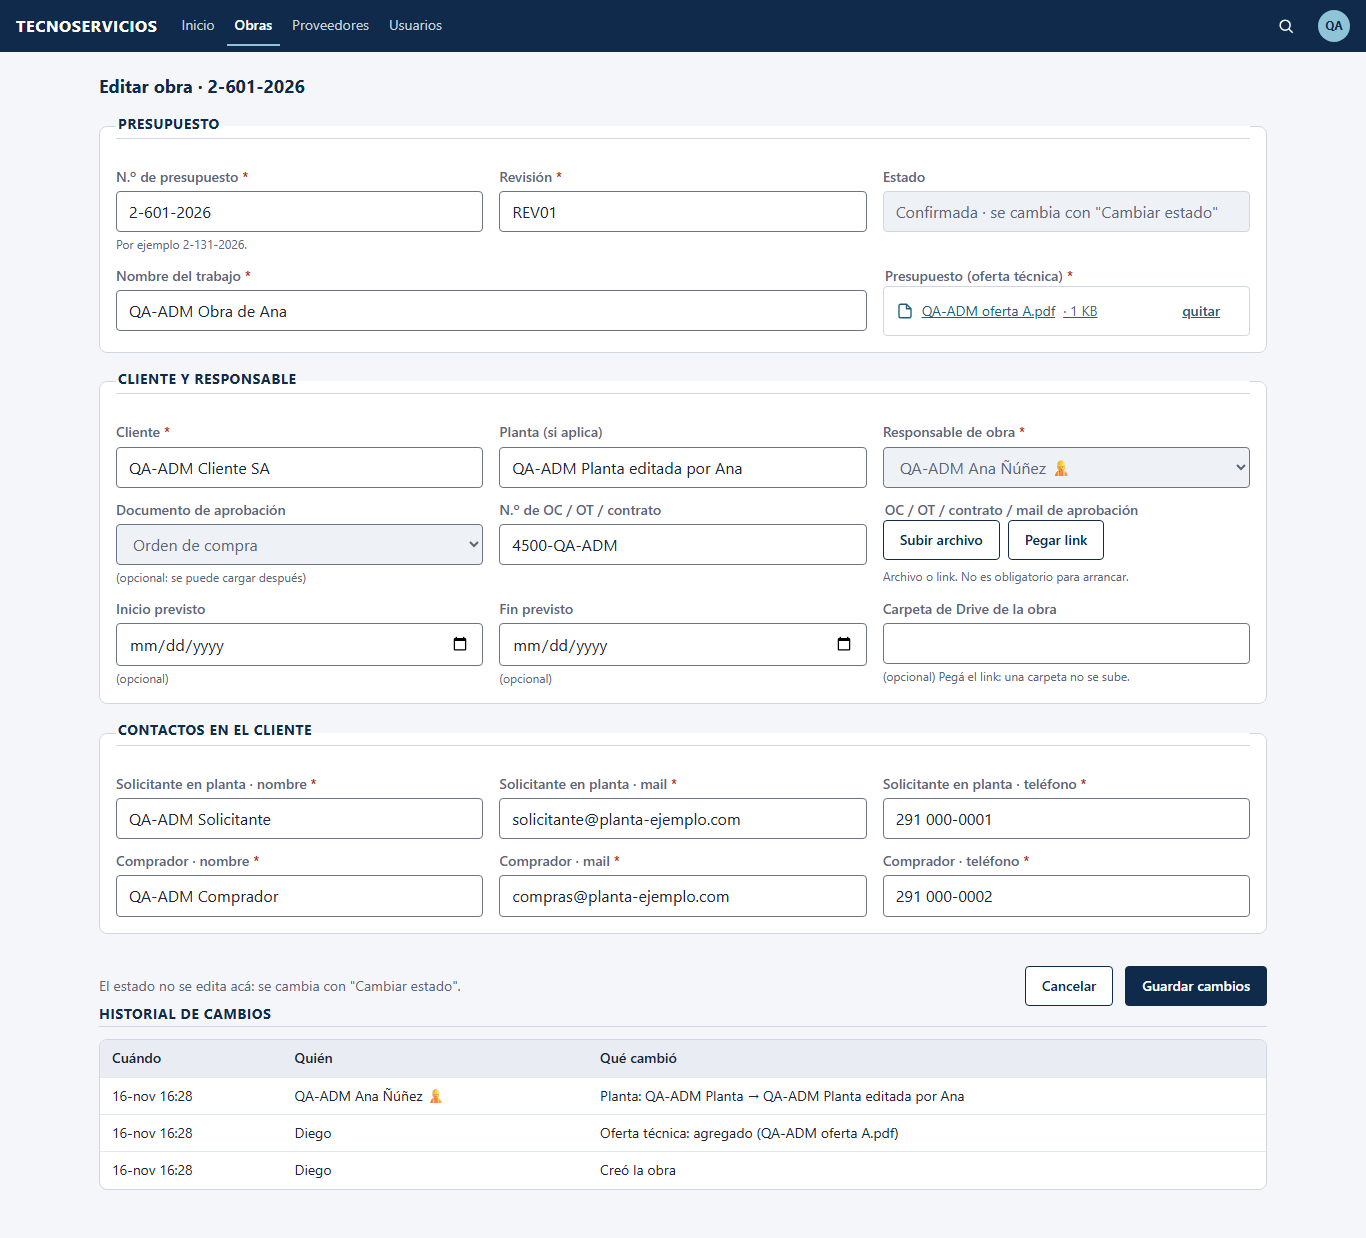 TECNOSERVICIOS Inicio Obras Proveedores Usuarios QA
Editar obra · 2-601-2026
PRESUPUESTO
N.º de presupuesto * Revisión * Estado
2-601-2026 REV01 Confirmada · se cambia con "Cambiar estado"
Por ejemplo 2-131-2026.
Nombre del trabajo * Presupuesto (oferta técnica) *
QA-ADM Obra de Ana QA-ADM oferta A.pdf · 1 KB quitar
CLIENTE Y RESPONSABLE
Cliente * Planta (si aplica) Responsable de obra *
QA-ADM Cliente SA QA-ADM Planta editada por Ana QA-ADM Ana Ñúñez
Documento de aprobación N.º de OC / OT / contrato OC / OT / contrato / mail de aprobación
Orden de compra 4500-QA-ADM Subir archivo Pegar link
(opcional: se puede cargar después) Archivo o link. No es obligatorio para arrancar.
Inicio previsto Fin previsto Carpeta de Drive de la obra
mm/dd/yyyy mm/dd/yyyy
(opcional) (opcional) (opcional) Pegá el link: una carpeta no se sube.
CONTACTOS EN EL CLIENTE
Solicitante en planta · nombre * Solicitante en planta · mail * Solicitante en planta · teléfono *
QA-ADM Solicitante solicitante@planta-ejemplo.com 291 000-0001
Comprador · nombre * Comprador · mail * Comprador · teléfono *
QA-ADM Comprador compras@planta-ejemplo.com 291 000-0002
El estado no se edita acá: se cambia con "Cambiar estado". Cancelar Guardar cambios
HISTORIAL DE CAMBIOS
Cuándo Quién Qué cambió
16-nov 16:28 QA-ADM Ana Ñúñez Planta: QA-ADM Planta → QA-ADM Planta editada por Ana
16-nov 16:28 Diego Oferta técnica: agregado (QA-ADM oferta A.pdf)
16-nov 16:28 Diego Creó la obra